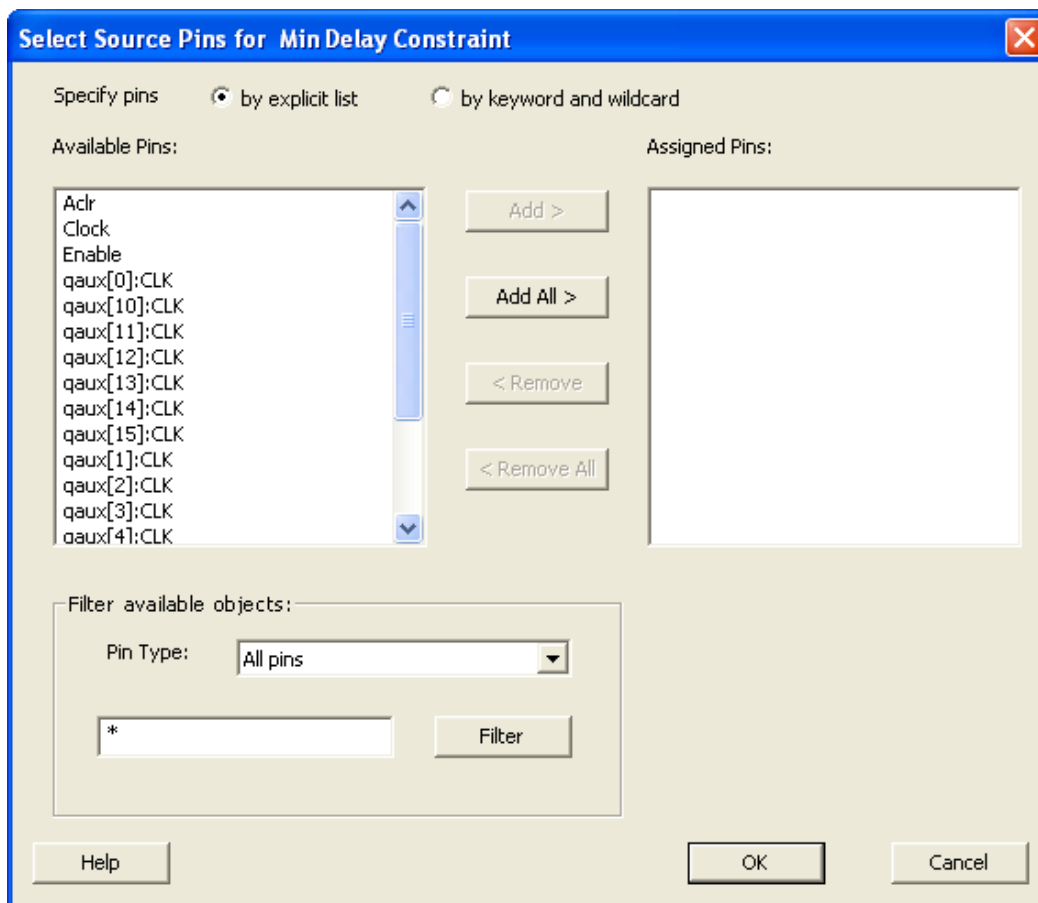 Select Source Pins for  Min Delay Constraint
Specify pins by explicit list by keyword and wildcard
Available Pins: Assigned Pins:
Aclr
Clock
Enable
qaux[0]:CLK
qaux[10]:CLK
qaux[11]:CLK
qaux[12]:CLK
qaux[13]:CLK
qaux[14]:CLK
qaux[15]:CLK
qaux[1]:CLK
qaux[2]:CLK
qaux[3]:CLK
qaux[4]:CLK
Add >
Add All >
< Remove
< Remove All
Filter available objects:
Pin Type: All pins
* Filter
Help OK Cancel